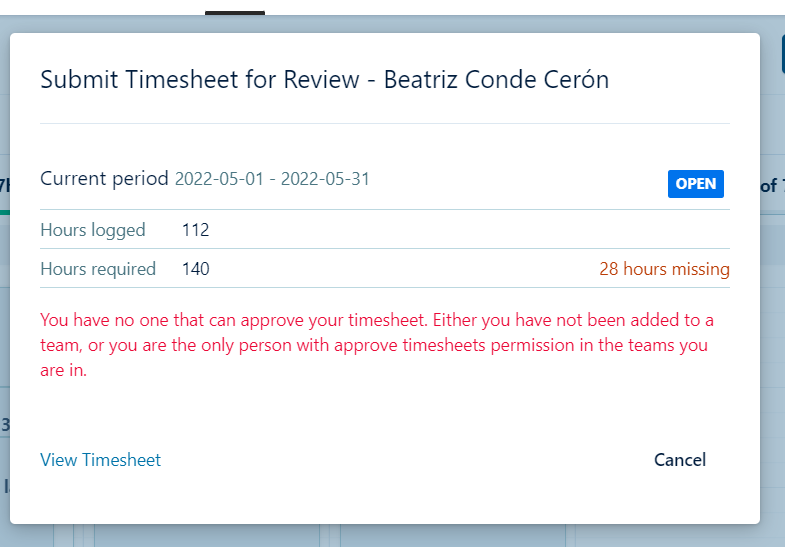 Submit Timesheet for Review - Beatriz Conde Cerón
Current period 2022-05-01 - 2022-05-31
OPEN
of
Hours logged 112
Hours required 140 28 hours missing
You have no one that can approve your timesheet. Either you have not been added to a
team, or you are the only person with approve timesheets permission in the teams you
are in.
3
View Timesheet Cancel